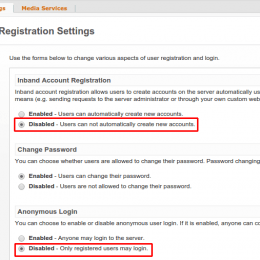 gs Media Services
Registration Settings
Use the forms below to change various aspects of user registration and login.
Inband Account Registration
Inband account registration allows users to create accounts on the server automatically us
means (e.g. sending requests to the server administrator or through your own custom web
Enabled - Users can automatically create new accounts.
Disabled - Users can not automatically create new accounts.
Change Password
You can choose whether users are allowed to change their password. Password changing
Enabled - Users can change their password.
Disabled - Users are not allowed to change their password.
Anonymous Login
You can choose to enable or disable anonymous user login. If it is enabled, anyone can co
Enabled - Anyone may login to the server.
Disabled - Only registered users may login.